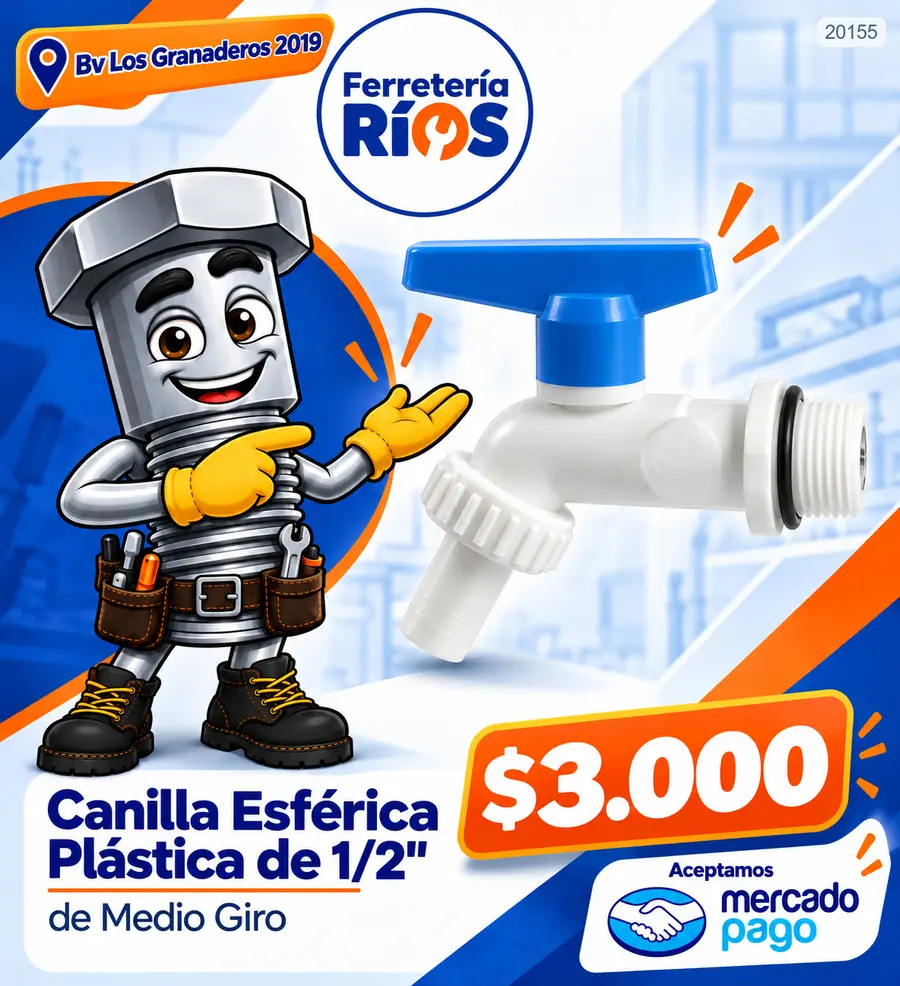 Bv Los Granaderos 2019
Ferretería
RÍOS
20155
$3.000
Canilla Esférica
Plástica de 1/2"
de Medio Giro
Aceptamos
mercado
pago